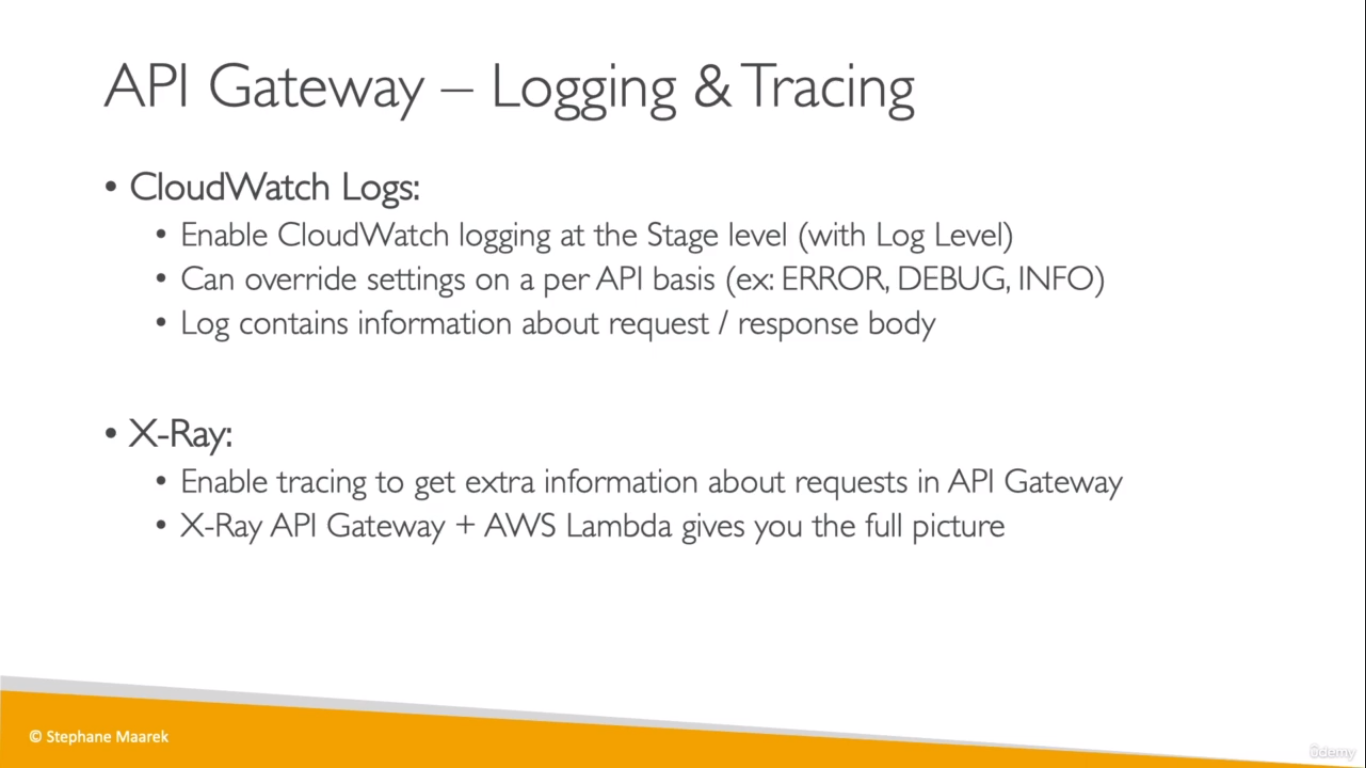 API Gateway – Logging & Tracing
• CloudWatch Logs:
• Enable CloudWatch logging at the Stage level (with Log Level)
• Can override settings on a per API basis (ex: ERROR, DEBUG, INFO)
• Log contains information about request / response body
• X-Ray:
• Enable tracing to get extra information about requests in API Gateway
• X-Ray API Gateway + AWS Lambda gives you the full picture
© Stephane Maarek
ûdemy